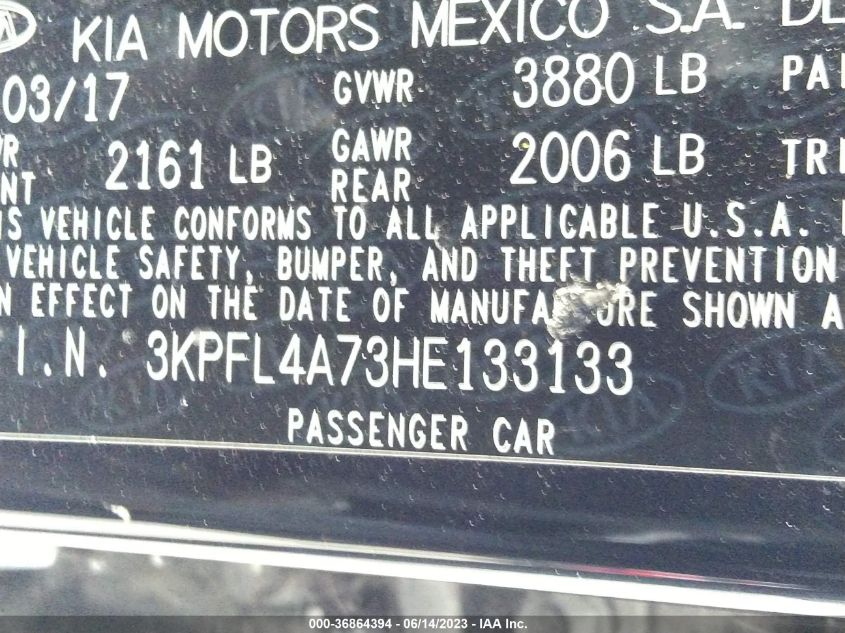 KIA MOTORS MEXICO S.A. DE
03/17 GVWR 3880 LB
2161 LB GAWR REAR 2006 LB
VEHICLE CONFORMS TO ALL APPLICABLE U.S.A.
VEHICLE SAFETY, BUMPER, AND THEFT PREVENTION
EFFECT ON THE DATE OF SHOWN
I.N. 3KPFL4A73HE133133
PASSENGER CAR
000-36864394 - 06/14/2023 - IAA Inc.